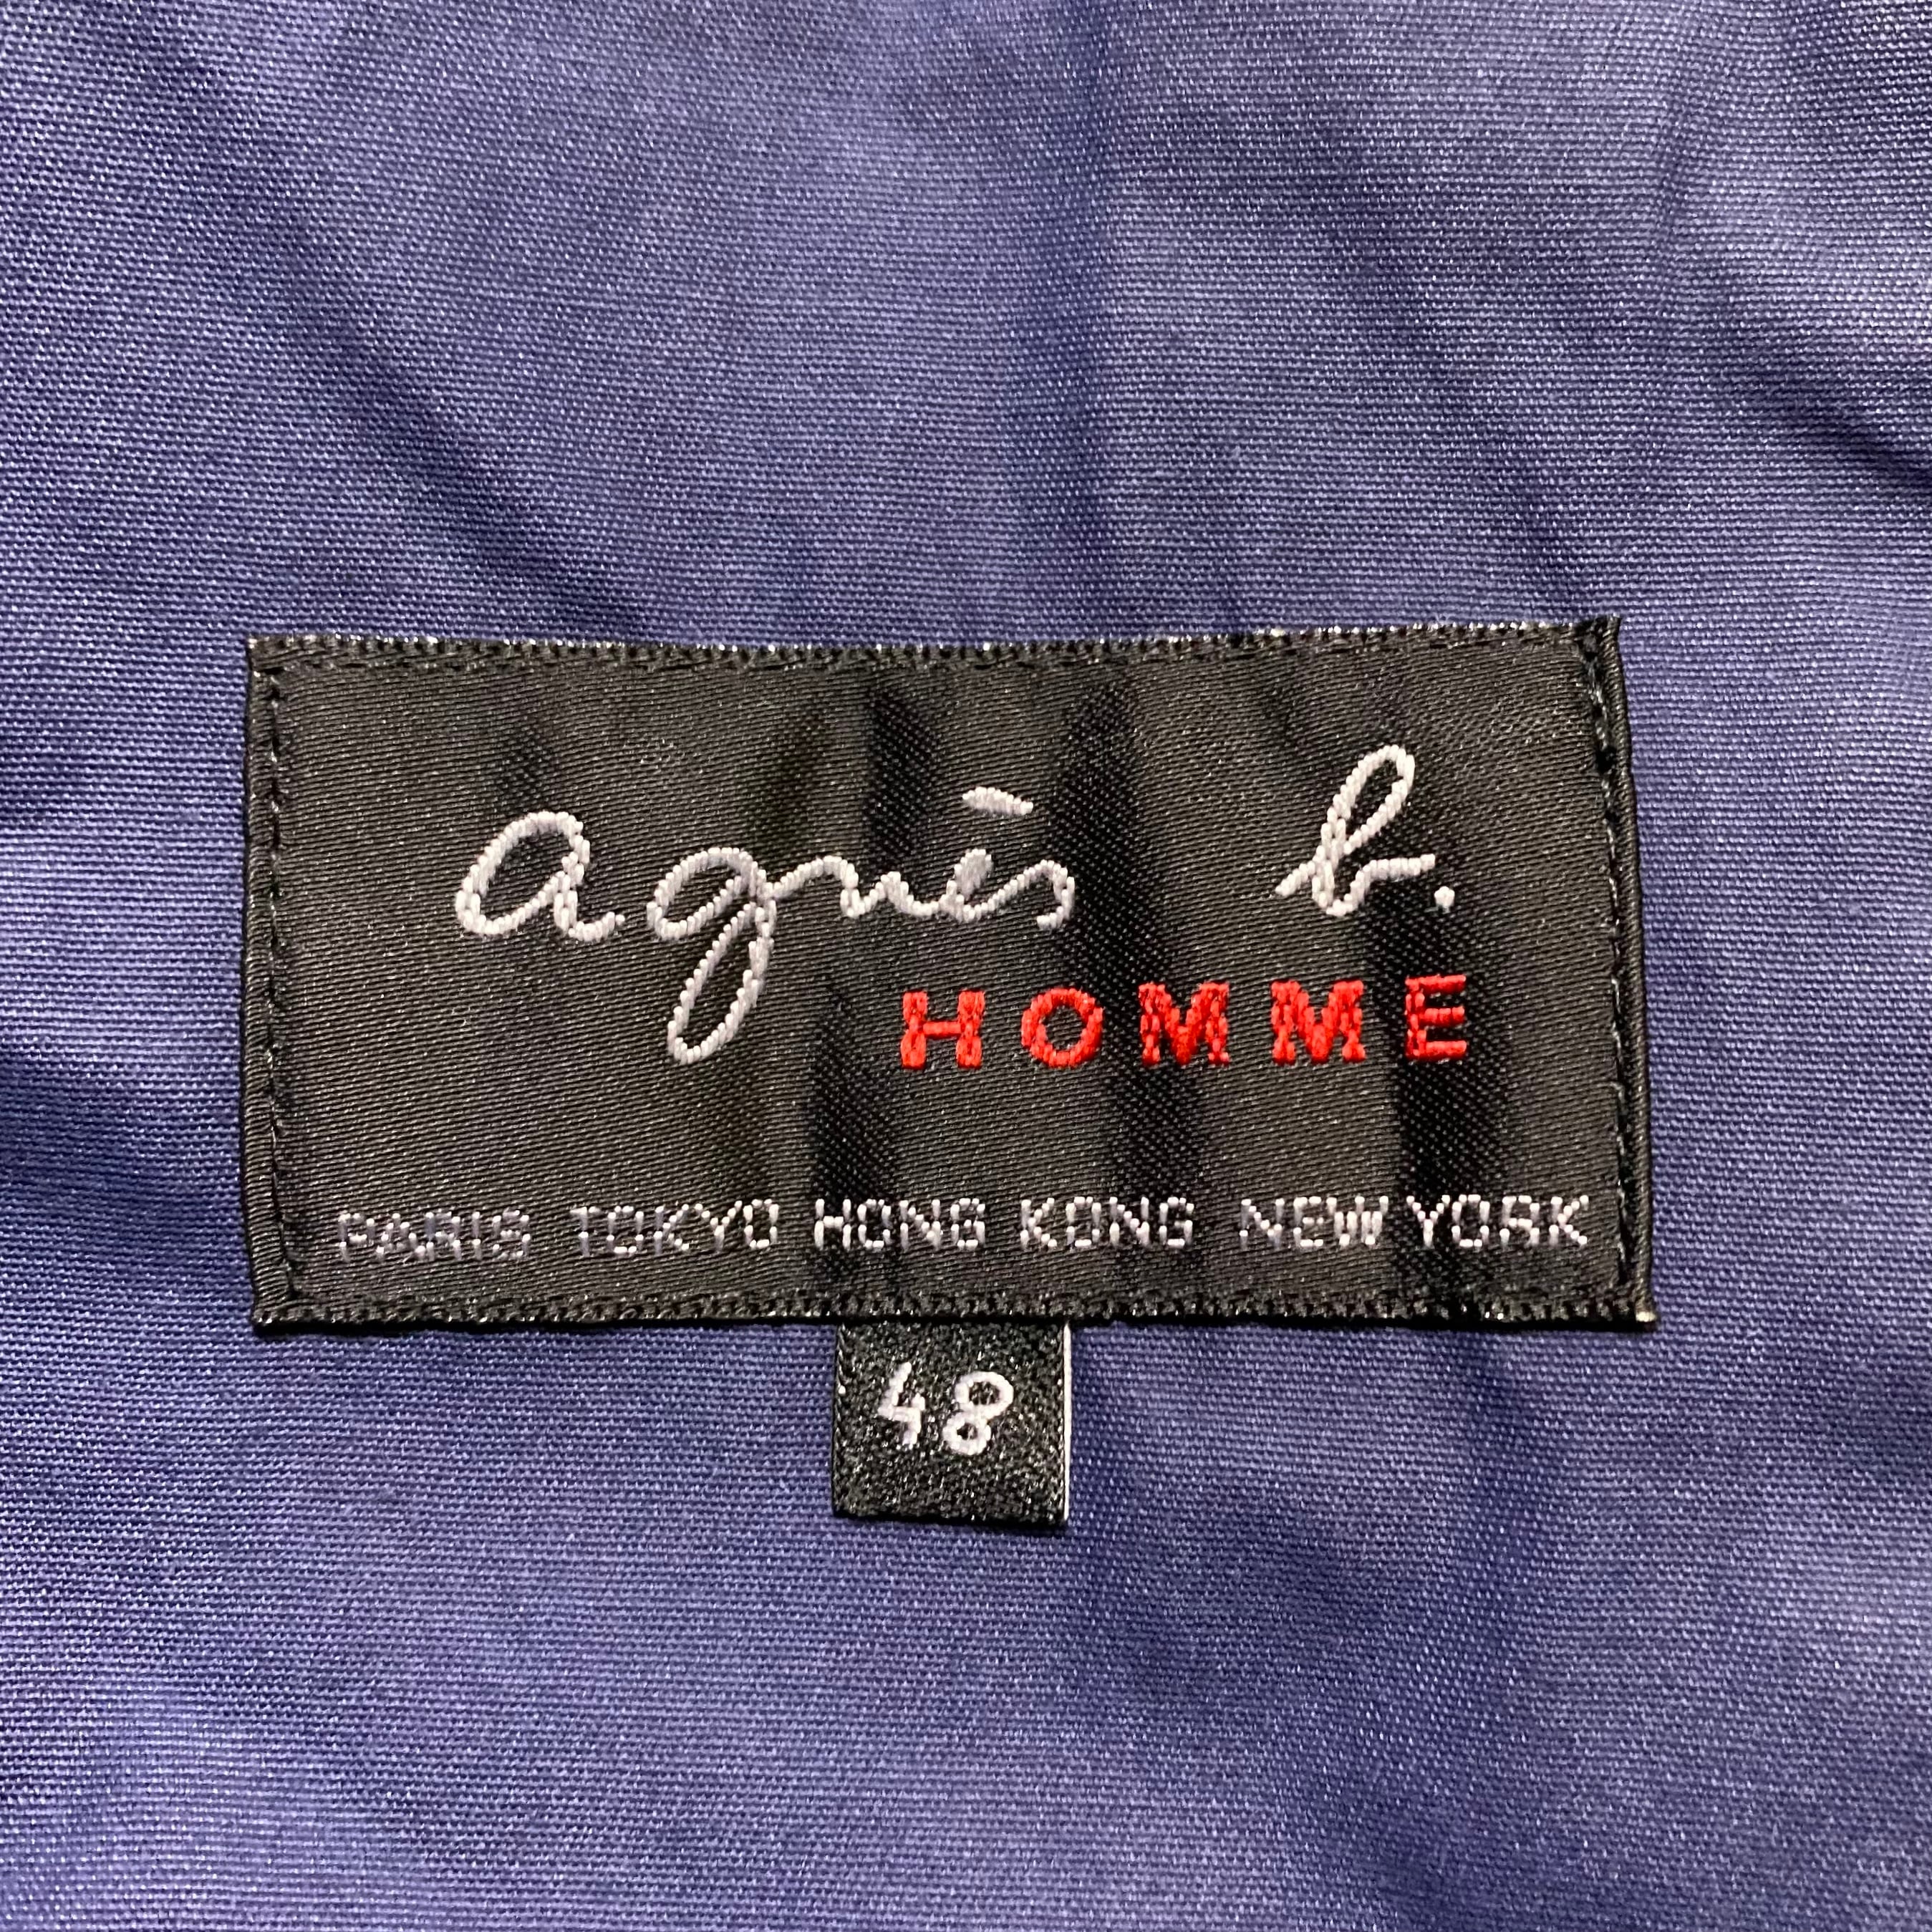 agnès b.
HOMME
PARIS TOKYO HONG KONG NEW YORK
48